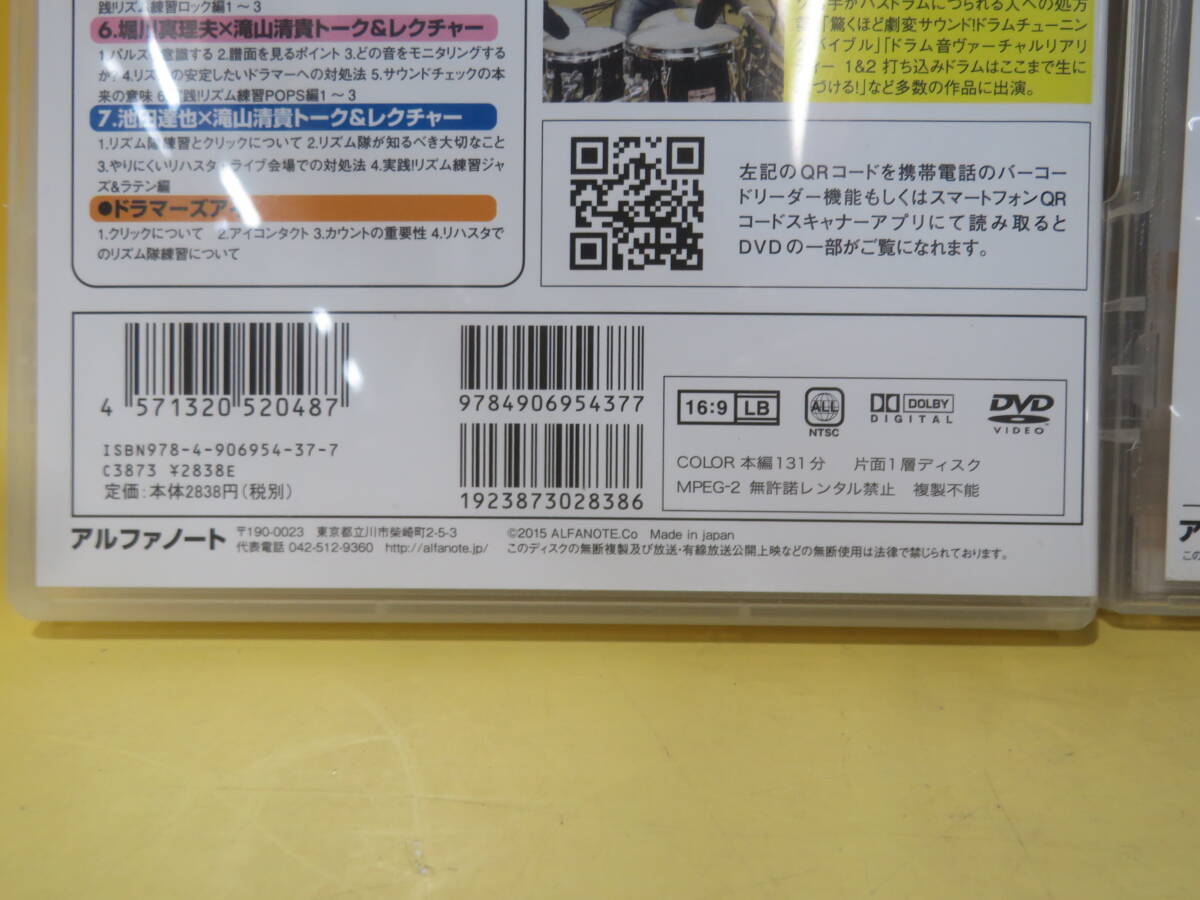 践!リズム練習ロック編1～3
6.堀川真理夫×滝山清貴トーク&レクチャー
1.パルスを意識する 2.譜面を見るポイント 3.どの音をモニタリングする
か? 4.リズムの安定したいドラマーへの対処法 5.サウンドチェックの本
来の意味 6.実践!リズム練習POPS編1～3
7.池田達也×滝山清貴トーク&レクチャー
1.リズム隊練習とクリックについて 2.リズム隊が知るべき大切なこと
3.やりにくいリハスタ・ライブ会場での対処法 4.実践!リズム練習ジャ
ズ&ラテン編
●ドラマーズア
1.クリックについて 2.アイコンタクト 3.カウントの重要性 4.リハスタで
のリズム隊練習について
手がバスドラムにつられる人への処方
「驚くほど劇変サウンド!ドラムチューニン
バイブル」「ドラム音ヴァーチャルリアリ
ティー 1&2 打ち込みドラムはここまで生に
づける!」など多数の作品に出演。
左記のQRコードを携帯電話のバーコー
ドリーダー機能もしくはスマートフォンQR
コードスキャナーアプリにて読み取ると
DVDの一部がご覧になれます。
4 571320 520487
ISBN978-4-906954-37-7
C3873 ¥2838E
定価:本体2838円(税別)
9784906954377
1923873028386
16:9 LB
ALL
NTSC
DOLBY
DIGITAL
DVD
VIDEO
COLOR 本編131分 片面1層ディスク
MPEG-2 無許諾レンタル禁止 複製不能
アルファノート
〒190-0023 東京都立川市柴崎町2-5-3
代表電話 042-512-9360 http://alfanote.jp/
©2015 ALFANOTE.Co Made in japan
このディスクの無断複製及び放送・有線放送公開上映などの無断使用は法律で禁じられております。